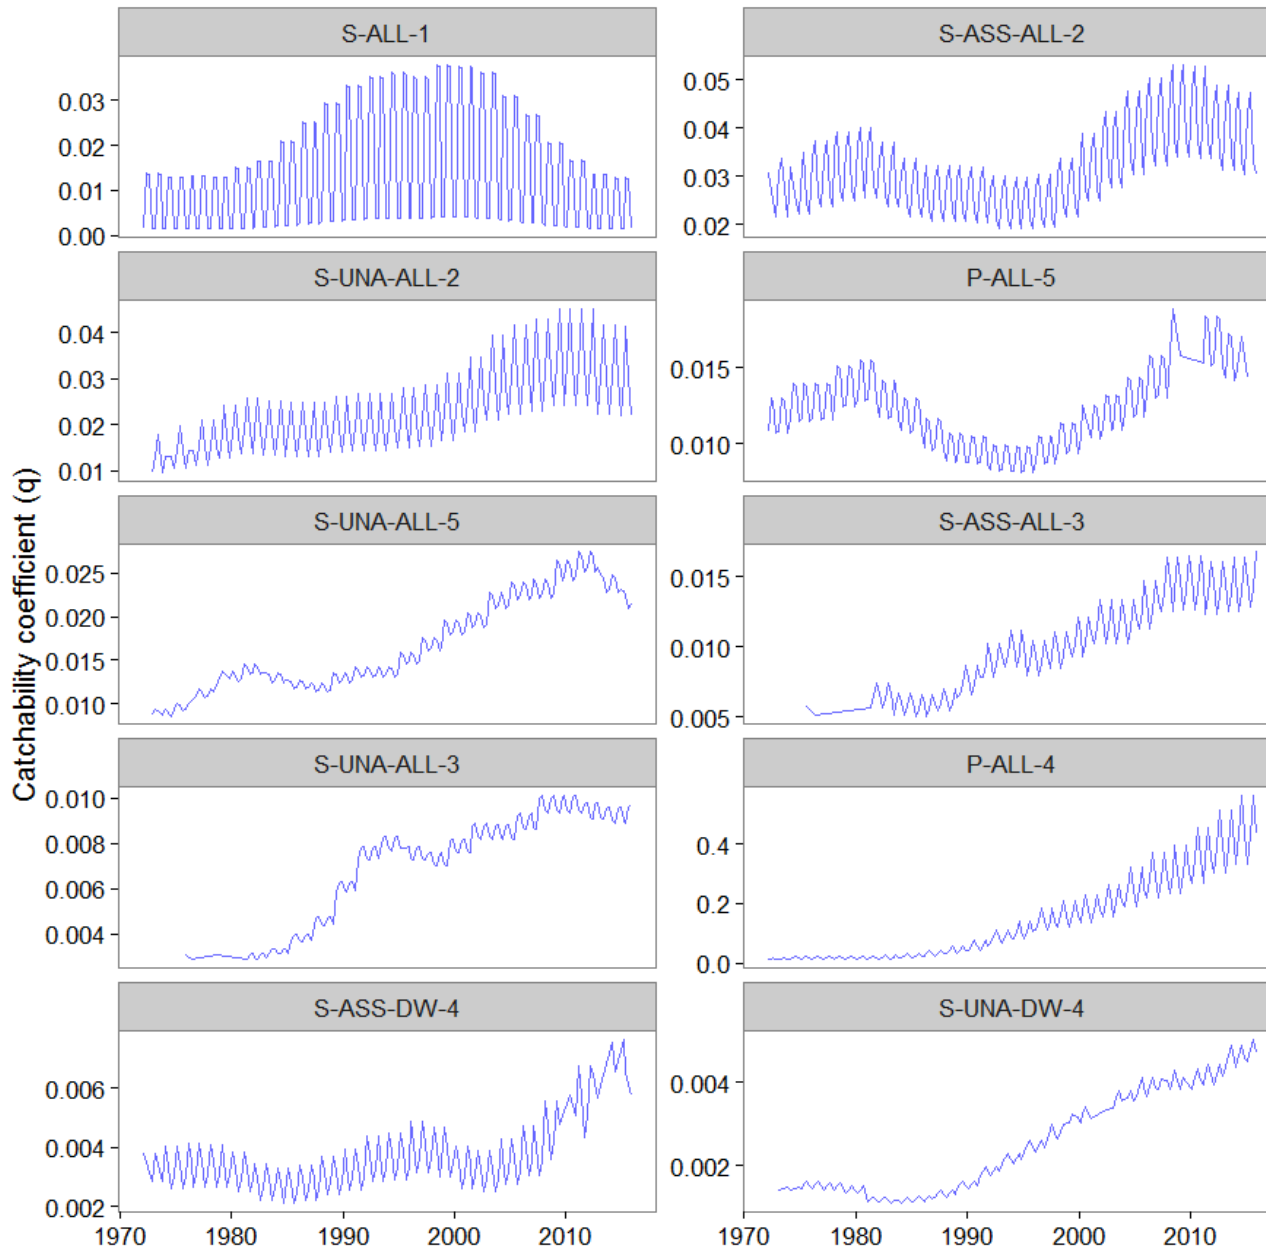 S-ALL-1
0.03
0.02
0.01
0.00
S-ASS-ALL-2
0.05
0.04
0.03
0.02
S-UNA-ALL-2
0.04
0.03
0.02
0.01
P-ALL-5
0.015
0.010
Catchability coefficient (q)
S-UNA-ALL-5
0.025
0.020
0.015
0.010
S-ASS-ALL-3
0.015
0.010
0.005
S-UNA-ALL-3
0.010
0.008
0.006
0.004
P-ALL-4
0.4
0.2
0.0
S-ASS-DW-4
0.006
0.004
0.002
1970 1980 1990 2000 2010
S-UNA-DW-4
0.004
0.002
1970 1980 1990 2000 2010